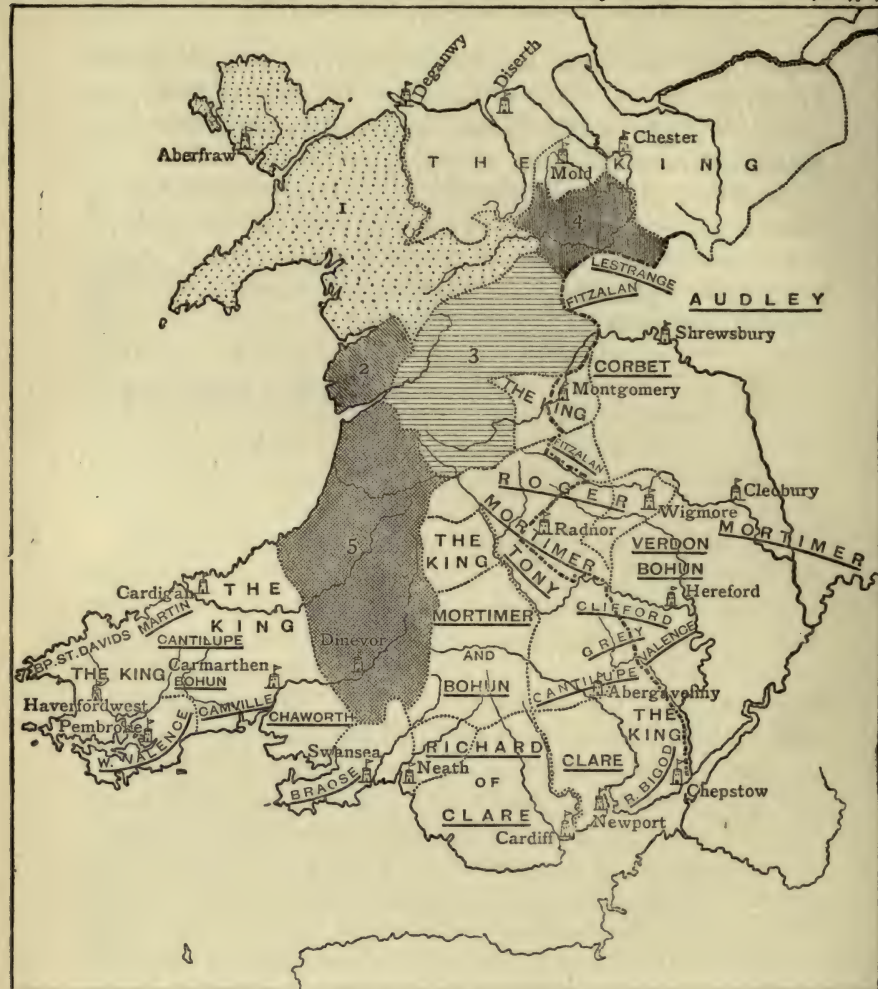 Deganwy
Diserth
Aberfraw
Chester
THE KING
Mold
1
4
LESTRANGE
FITZALAN
AUDLEY
Shrewsbury
2
3
CORBET
THE KING
Montgomery
FITZALAN
ROGER
MORTIMER
Cleobury
Wigmore
Radnor
MORTIMER
5
THE
KING
TONY
VERDON
BOHUN
Cardigan
THE
KING
Hereford
MORTIMER
CLIFFORD
BP. ST. DAVIDS
MARTIN
CANTILUPE
Dinevor
GREY
VALENCE
THE KING
Carmarthen
BOHUN
AND
BOHUN
CANTILUPE
Abergavenny
Haverfordwest
CAMVILLE
CHAWORTH
THE
KING
Pembroke
W. VALENCE
Swansea
RICHARD
OF
CLARE
CLARE
R. BIGOD
BRAOSE
Neath
Chepstow
Newport
Cardiff